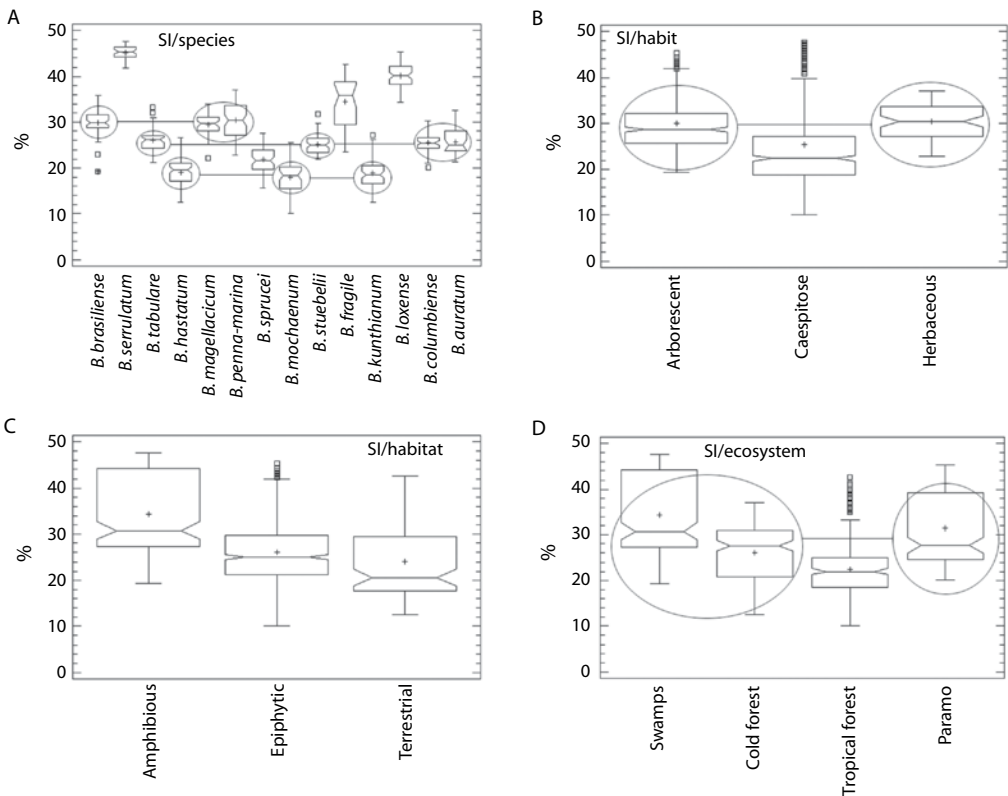 A
SI/species
%
50
40
30
20
10
0
B. brasiliense
B. serrulatum
B. tabulare
B. hastatum
B. magellacicum
B. penna-marina
B. sprucei
B. mochaenum
B. stuebelii
B. fragile
B. kunthianum
B. loxense
B. columbiense
B. auratum
B
SI/habit
%
50
40
30
20
10
0
Arborescent
Caespitose
Herbaceous
C
SI/habitat
%
50
40
30
20
10
0
Amphibious
Epiphytic
Terrestrial
D
SI/ecosystem
%
50
40
30
20
10
0
Swamps
Cold forest
Tropical forest
Paramo